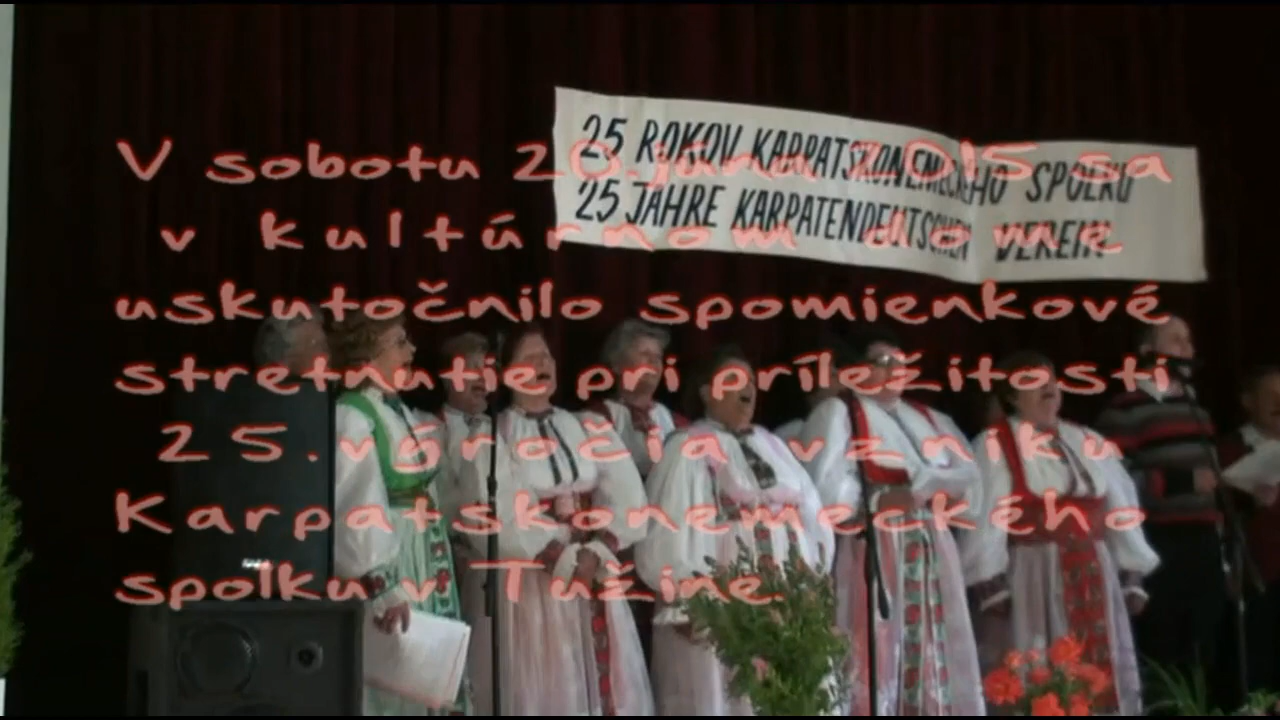 25 ROKOV KARPATSKONEMECKÉHO SPOLKU
25 JAHRE KARPATENDEUTSCHEN VEREIN
V sobotu 20.júna 2015 sa
v kultúrnom dome
uskutočnilo spomienkové
stretnutie pri príležitosti
25.výročia vzniku
Karpatskonemeckého
spolku v Tužine.